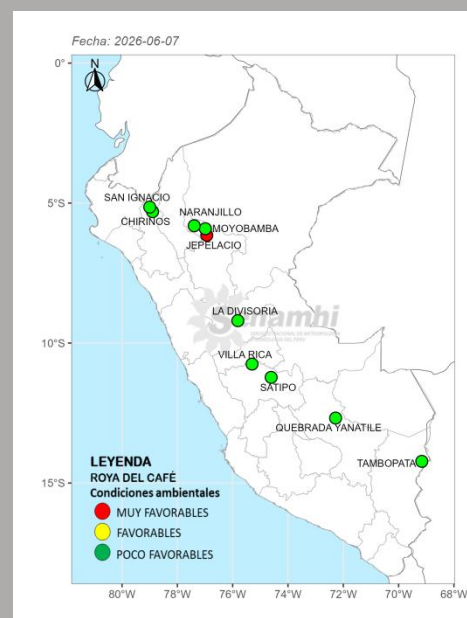 Fecha: 2026-06-07
N
0°
5°S
10°S
15°S
SAN IGNACIO
CHIRINOS
NARANJILLO
MOYOBAMBA
JEPELACIO
LA DIVISORIA
Senamhi
VILLA RICA
SATIPO
QUEBRADA YANATILE
TAMBOPATA
LEYENDA
ROYA DEL CAFÉ
Condiciones ambientales
MUY FAVORABLES
FAVORABLES
POCO FAVORABLES
80°W 78°W 76°W 74°W 72°W 70°W 68°W